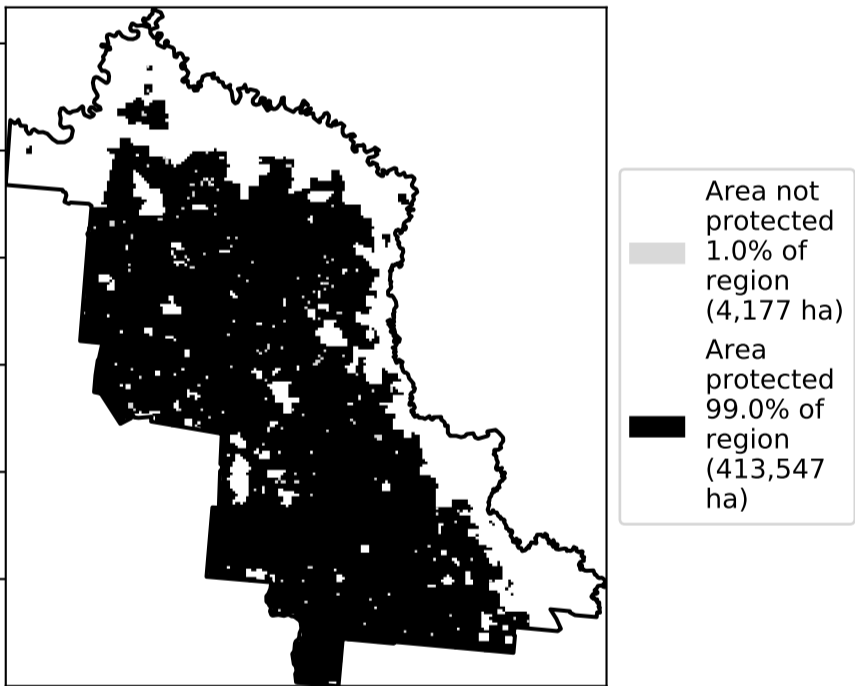 Area not
protected
1.0% of
region
(4,177 ha)
Area
protected
99.0% of
region
(413,547
ha)